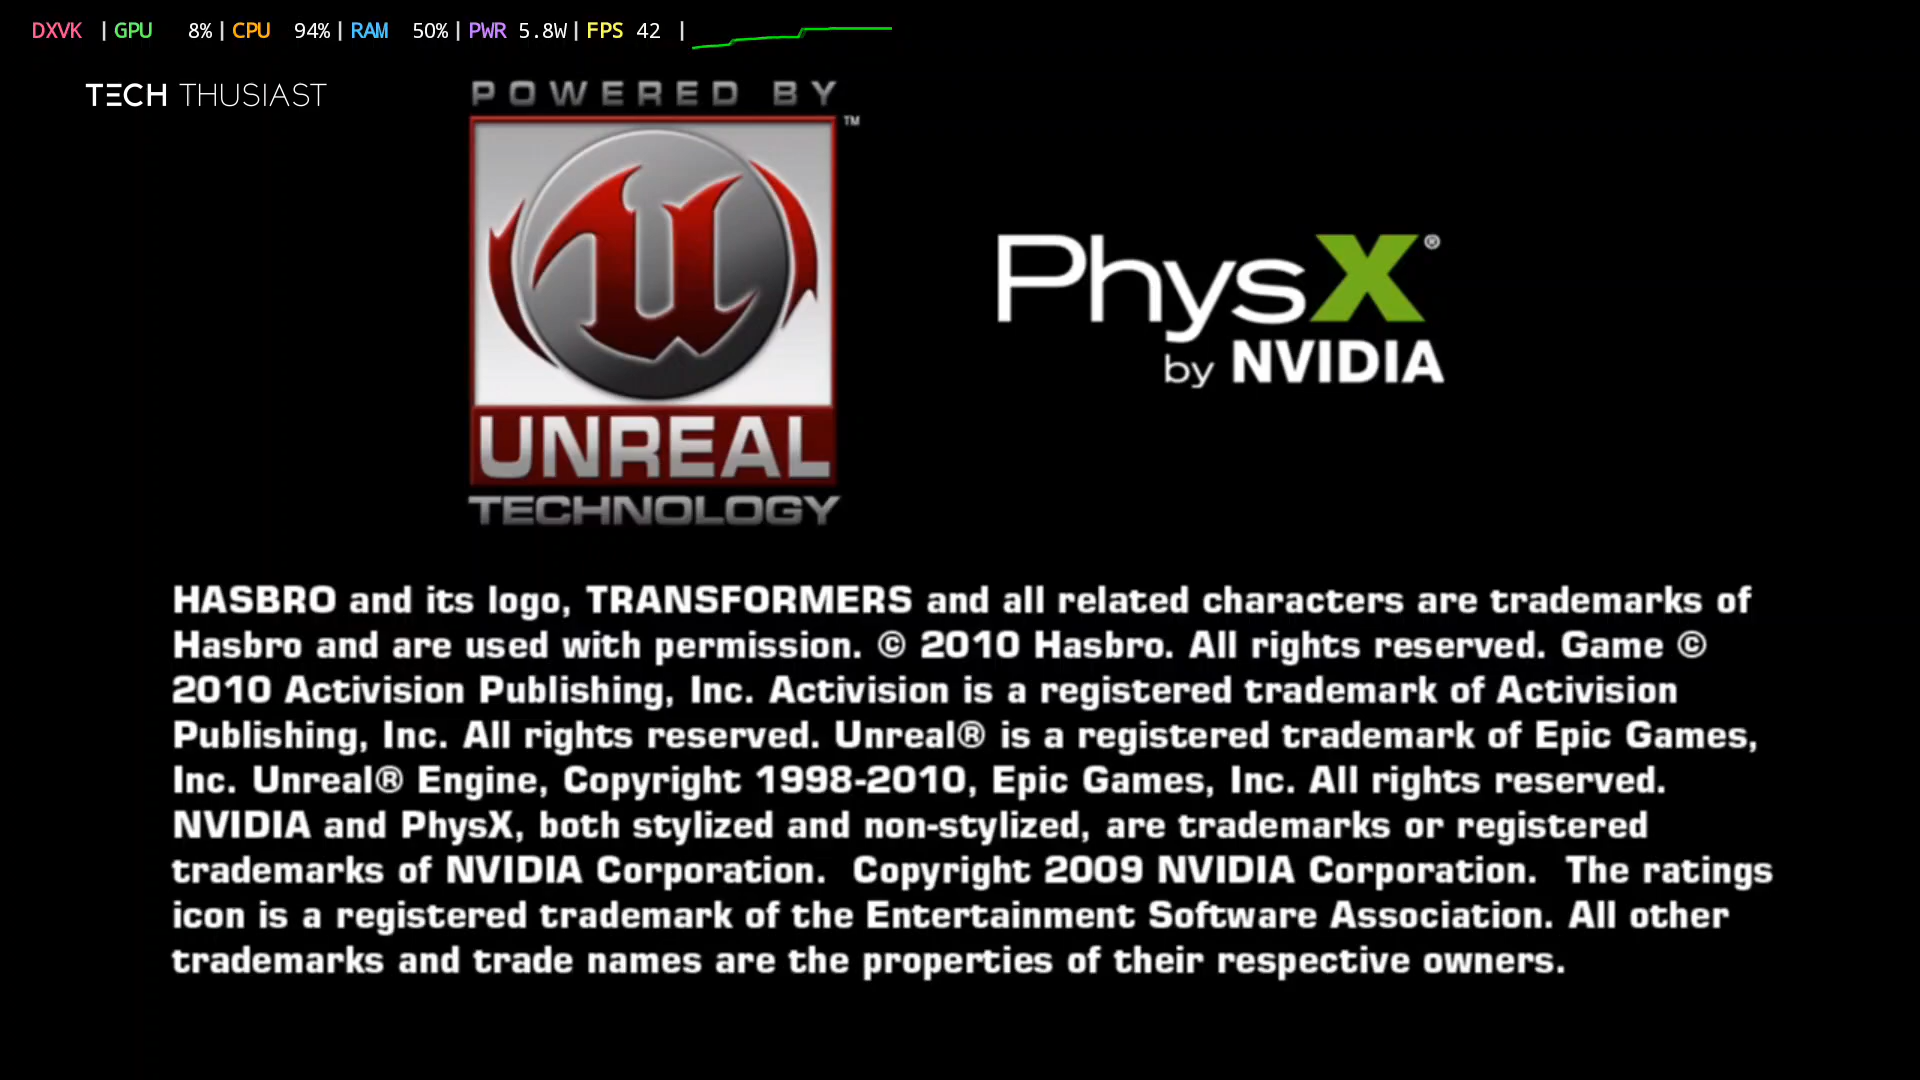 DXVK | GPU 8% | CPU 94% | RAM 50% | PWR 5.8W | FPS 42 |
TECH THUSIAST
POWERED BY
™
UNREAL
TECHNOLOGY
PhysX®
by NVIDIA
HASBRO and its logo, TRANSFORMERS and all related characters are trademarks of
Hasbro and are used with permission. © 2010 Hasbro. All rights reserved. Game ©
2010 Activision Publishing, Inc. Activision is a registered trademark of Activision
Publishing, Inc. All rights reserved. Unreal® is a registered trademark of Epic Games,
Inc. Unreal® Engine, Copyright 1998-2010, Epic Games, Inc. All rights reserved.
NVIDIA and PhysX, both stylized and non-stylized, are trademarks or registered
trademarks of NVIDIA Corporation.  Copyright 2009 NVIDIA Corporation.  The ratings
icon is a registered trademark of the Entertainment Software Association. All other
trademarks and trade names are the properties of their respective owners.